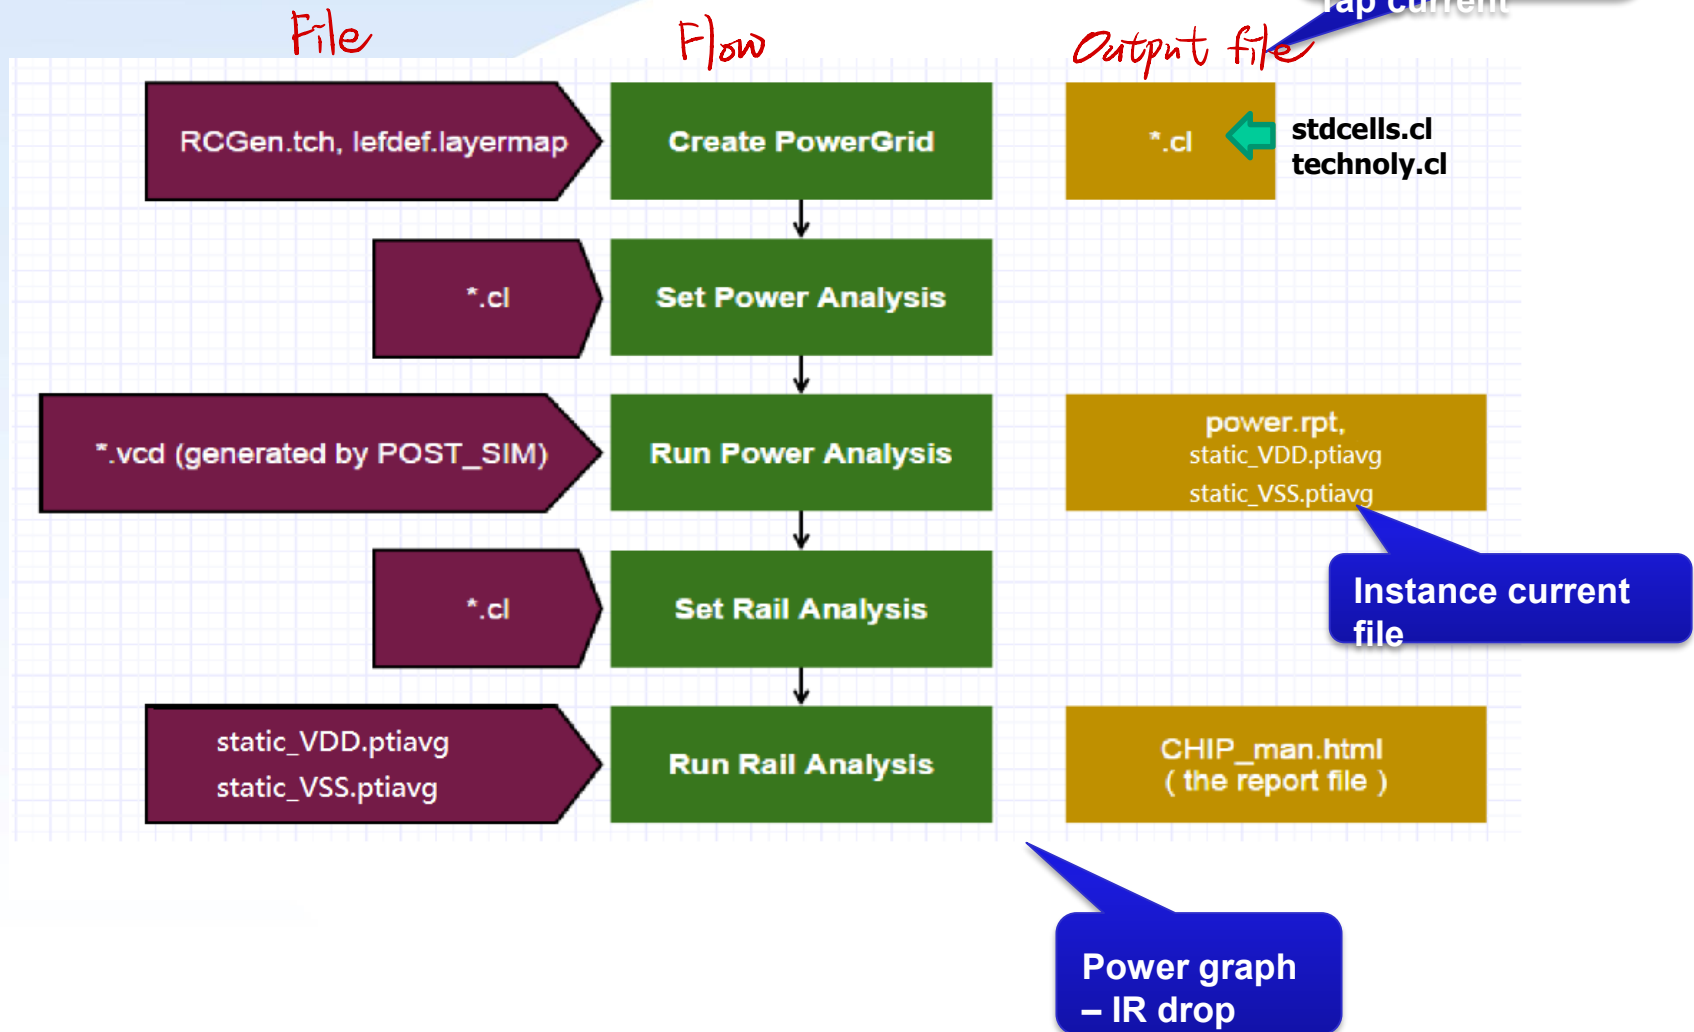 Tap current
File
Flow
Output file
RCGen.tch, lefdef.layermap
Create PowerGrid
*.cl
stdcells.cl
technoly.cl
*.cl
Set Power Analysis
*.vcd (generated by POST_SIM)
Run Power Analysis
power.rpt,
static_VDD.ptiavg
static_VSS.ptiavg
Instance current
file
*.cl
Set Rail Analysis
static_VDD.ptiavg
static_VSS.ptiavg
Run Rail Analysis
CHIP_man.html
( the report file )
Power graph
– IR drop